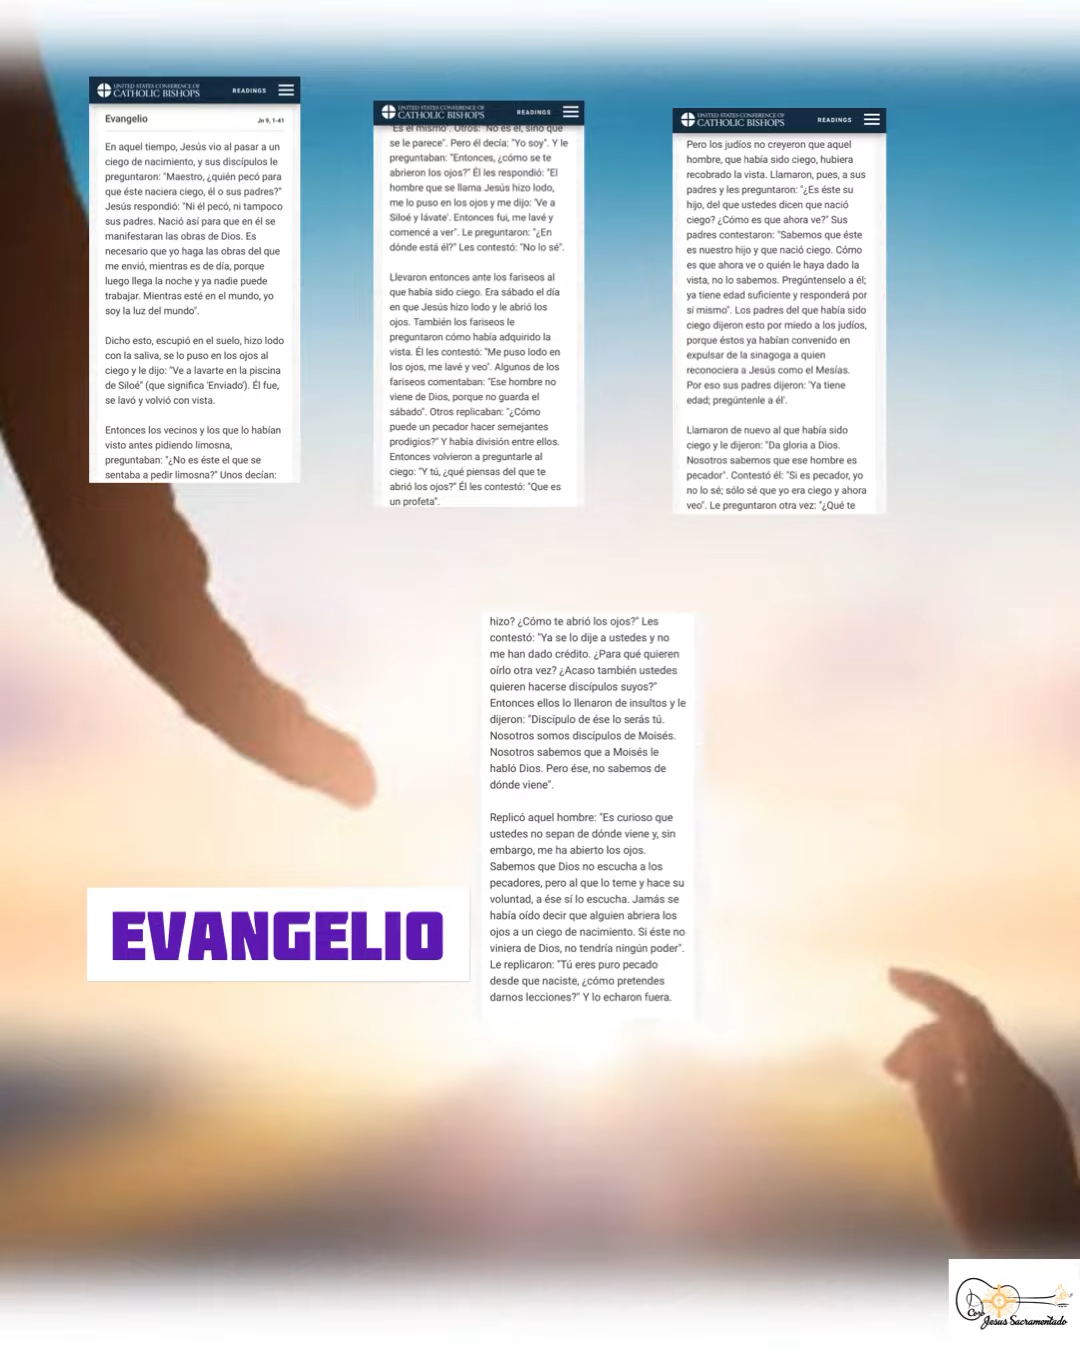 UNITED STATES CONFERENCE OF
CATHOLIC BISHOPS
READINGS
Evangelio
Jn 9, 1-41
En aquel tiempo, Jesús vio al pasar a un
ciego de nacimiento, y sus discípulos le
preguntaron: "Maestro, ¿quién pecó para
que éste naciera ciego, él o sus padres?"
Jesús respondió: "Ni él pecó, ni tampoco
sus padres. Nació así para que en él se
manifestaran las obras de Dios. Es
necesario que yo haga las obras del que
me envió, mientras es de día, porque
luego llega la noche y ya nadie puede
trabajar. Mientras esté en el mundo, yo
soy la luz del mundo".
Dicho esto, escupió en el suelo, hizo lodo
con la saliva, se lo puso en los ojos al
ciego y le dijo: "Ve a lavarte en la piscina
de Siloé" (que significa 'Enviado'). Él fue,
se lavó y volvió con vista.
Entonces los vecinos y los que lo habían
visto antes pidiendo limosna,
preguntaban: "¿No es éste el que se
sentaba a pedir limosna?" Unos decían:
UNITED STATES CONFERENCE OF
CATHOLIC BISHOPS
READINGS
"Es el mismo". Otros: "No es él, sino que
se le parece". Pero él decía: "Yo soy". Y le
preguntaban: "Entonces, ¿cómo se te
abrieron los ojos?" Él les respondió: "El
hombre que se llama Jesús hizo lodo,
me lo puso en los ojos y me dijo: 'Ve a
Siloé y lávate'. Entonces fui, me lavé y
comencé a ver". Le preguntaron: "¿En
dónde está él?" Les contestó: "No lo sé".
Llevaron entonces ante los fariseos al
que había sido ciego. Era sábado el día
en que Jesús hizo lodo y le abrió los
ojos. También los fariseos le
preguntaron cómo había adquirido la
vista. Él les contestó: "Me puso lodo en
los ojos, me lavé y veo". Algunos de los
fariseos comentaban: "Ese hombre no
viene de Dios, porque no guarda el
sábado". Otros replicaban: "¿Cómo
puede un pecador hacer semejantes
prodigios?" Y había división entre ellos.
Entonces volvieron a preguntarle al
ciego: "Y tú, ¿qué piensas del que te
abrió los ojos?" Él les contestó: "Que es
un profeta".
UNITED STATES CONFERENCE OF
CATHOLIC BISHOPS
READINGS
Pero los judíos no creyeron que aquel
hombre, que había sido ciego, hubiera
recobrado la vista. Llamaron, pues, a sus
padres y les preguntaron: "¿Es éste su
hijo, del que ustedes dicen que nació
ciego? ¿Cómo es que ahora ve?" Sus
padres contestaron: "Sabemos que éste
es nuestro hijo y que nació ciego. Cómo
es que ahora ve o quién le haya dado la
vista, no lo sabemos. Pregúntenselo a él;
ya tiene edad suficiente y responderá por
sí mismo". Los padres del que había sido
ciego dijeron esto por miedo a los judíos,
porque éstos ya habían convenido en
expulsar de la sinagoga a quien
reconociera a Jesús como el Mesías.
Por eso sus padres dijeron: 'Ya tiene
edad; pregúntenle a él'.
Llamaron de nuevo al que había sido
ciego y le dijeron: "Da gloria a Dios.
Nosotros sabemos que ese hombre es
pecador". Contestó él: "Si es pecador, yo
no lo sé; sólo sé que yo era ciego y ahora
veo". Le preguntaron otra vez: "¿Qué te
hizo? ¿Cómo te abrió los ojos?" Les
contestó: "Ya se lo dije a ustedes y no
me han dado crédito. ¿Para qué quieren
oírlo otra vez? ¿Acaso también ustedes
quieren hacerse discípulos suyos?"
Entonces ellos lo llenaron de insultos y le
dijeron: "Discípulo de ése lo serás tú.
Nosotros somos discípulos de Moisés.
Nosotros sabemos que a Moisés le
habló Dios. Pero ése, no sabemos de
dónde viene".
Replicó aquel hombre: "Es curioso que
ustedes no sepan de dónde viene y, sin
embargo, me ha abierto los ojos.
Sabemos que Dios no escucha a los
pecadores, pero al que lo teme y hace su
voluntad, a ése sí lo escucha. Jamás se
había oído decir que alguien abriera los
ojos a un ciego de nacimiento. Si éste no
viniera de Dios, no tendría ningún poder".
Le replicaron: "Tú eres puro pecado
desde que naciste, ¿cómo pretendes
darnos lecciones?" Y lo echaron fuera.
EVANGELIO
Coro
Jesus Sacramentado